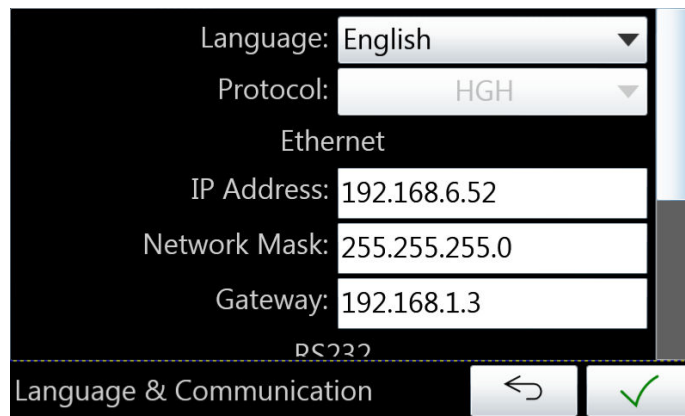 Language: English
Protocol: HGH
Ethernet
IP Address: 192.168.6.52
Network Mask: 255.255.255.0
Gateway: 192.168.1.3
RS232
Language & Communication